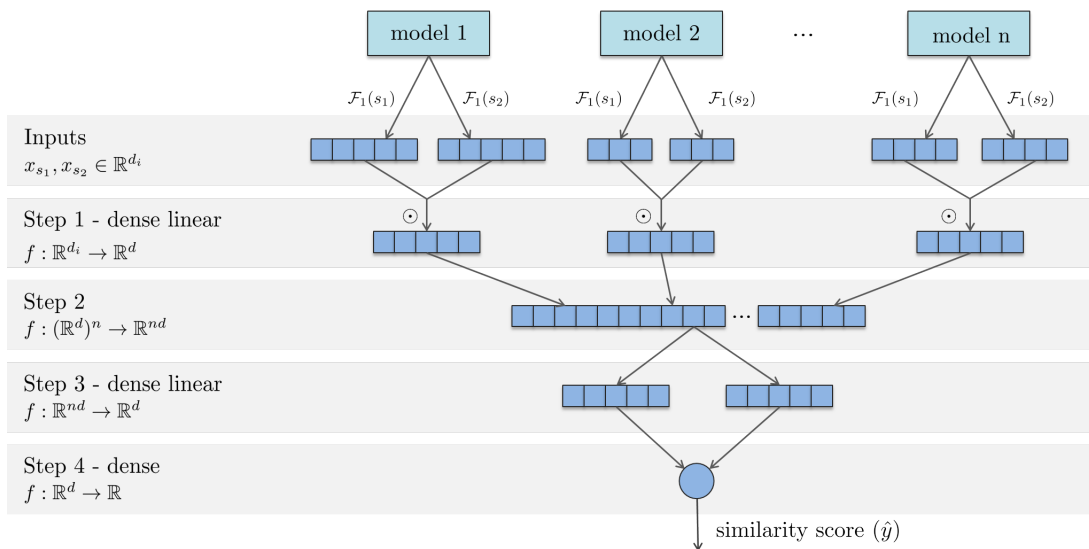 model 1
model 2
...
model n
𝓕₁(s₁)
𝓕₁(s₂)
𝓕₁(s₁)
𝓕₁(s₂)
𝓕₁(s₁)
𝓕₁(s₂)
Inputs
xₛ₁, xₛ₂ ∈ ℝ^{dᵢ}
Step 1 - dense linear
⊙
⊙
⊙
f : ℝ^{dᵢ} → ℝ^d
Step 2
...
f : (ℝ^d)^n → ℝ^{nd}
Step 3 - dense linear
f : ℝ^{nd} → ℝ^d
Step 4 - dense
f : ℝ^d → ℝ
similarity score (ŷ)